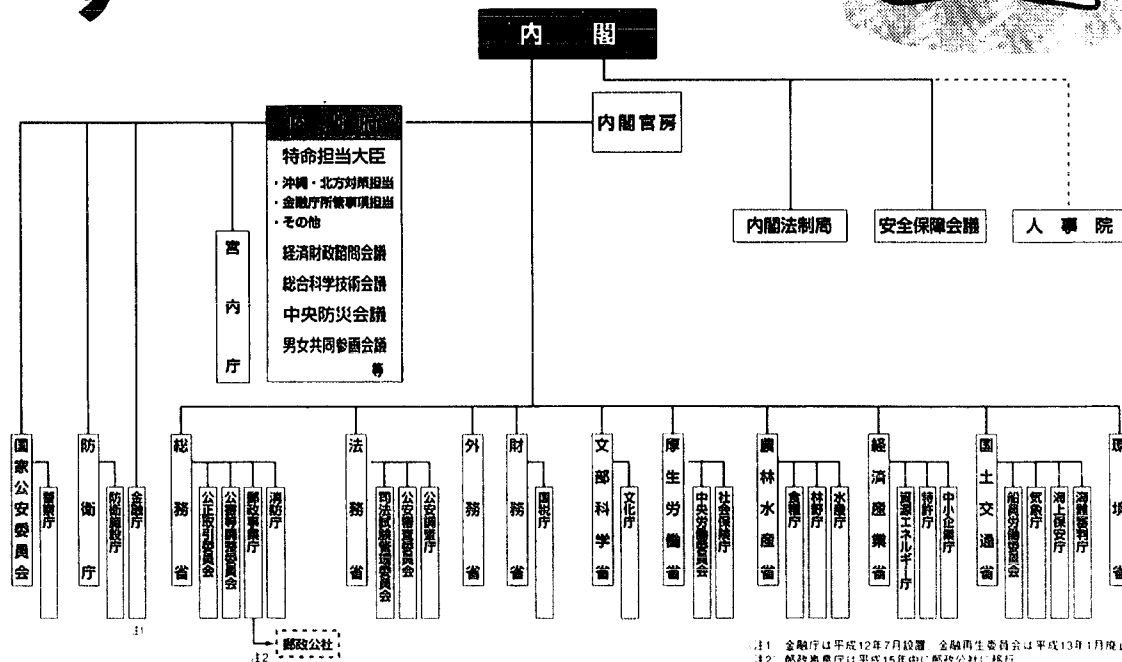 内閣
内閣官房
特命担当大臣
・沖縄・北方対策担当
・金融庁所管事項担当
・その他
経済財政諮問会議
総合科学技術会議
中央防災会議
男女共同参画会議
等
内閣法制局
安全保障会議
人事院
宮内庁
国家公安委員会
警察庁
防衛庁
防衛施設庁
金融庁
注1
総務省
公正取引委員会
公害等調整委員会
郵政事業庁
消防庁
郵政公社
注2
法務省
司法試験管理委員会
公安審査委員会
公安調査庁
外務省
財務省
国税庁
文部科学省
文化庁
厚生労働省
中央労働委員会
社会保険庁
農林水産省
食糧庁
林野庁
水産庁
経済産業省
資源エネルギー庁
特許庁
中小企業庁
国土交通省
船員労働委員会
気象庁
海上保安庁
海難審判庁
環境省
注1 金融庁は平成12年7月設置 金融再生委員会は平成13年1月廃止
注2 郵政事業庁は平成15年中に郵政公社に移行